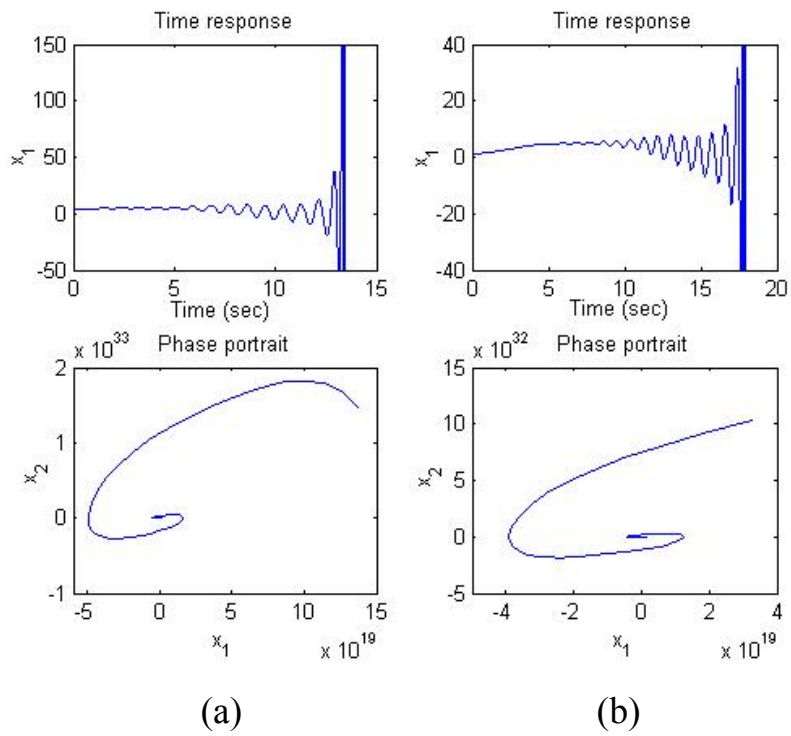 Time response
150
100
50
0
-50
x1
0
5
10
15
Time (sec)
Time response
40
20
0
-20
-40
x1
0
5
10
15
20
Time (sec)
x 10^33
Phase portrait
2
1
0
-1
x2
-5
0
5
10
15
x1
x 10^19
x 10^32
Phase portrait
15
10
5
0
-5
x2
-4
-2
0
2
4
x1
x 10^19
(a)
(b)